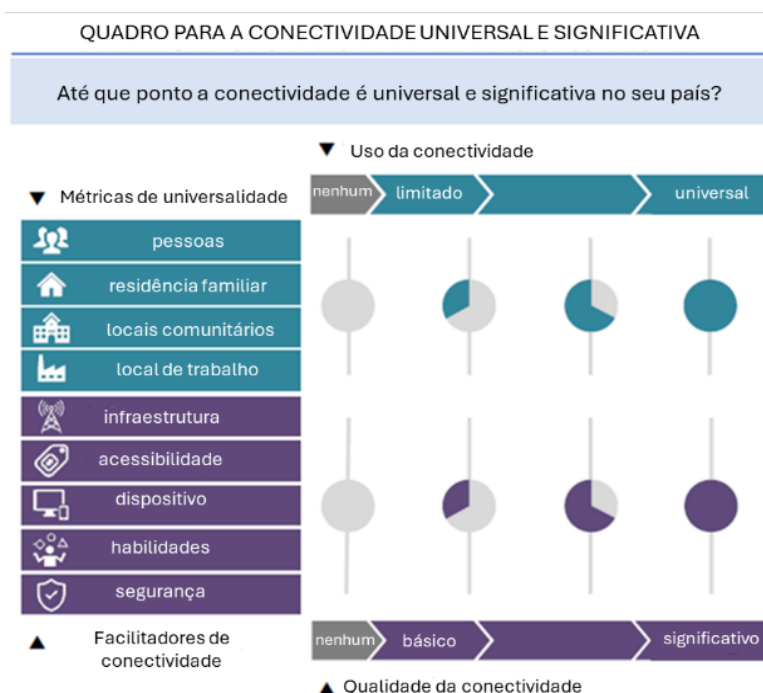 QUADRO PARA A CONECTIVIDADE UNIVERSAL E SIGNIFICATIVA
Até que ponto a conectividade é universal e significativa no seu país?
▼ Uso da conectividade
nenhum limitado universal
▼ Métricas de universalidade
pessoas
residência familiar
locais comunitários
local de trabalho
infraestrutura
acessibilidade
dispositivo
habilidades
segurança
▲ Facilitadores de
conectividade
nenhum básico significativo
▲ Qualidade da conectividade